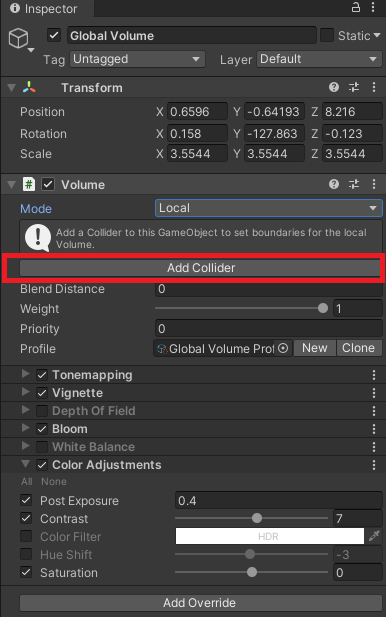 Inspector
Global Volume Static
Tag Untagged Layer Default
Transform
Position X 0.6596 Y -0.64193 Z 8.216
Rotation X 0.158 Y -127.863 Z -0.123
Scale X 3.5544 Y 3.5544 Z 3.5544
# Volume
Mode Local
Add a Collider to this GameObject to set boundaries for the local
Volume.
Add Collider
Blend Distance 0
Weight 1
Priority 0
Profile Global Volume Prof New Clone
Tonemapping
Vignette
Depth Of Field
Bloom
White Balance
Color Adjustments
All None
Post Exposure 0.4
Contrast 7
Color Filter HDR
Hue Shift -3
Saturation 0
Add Override